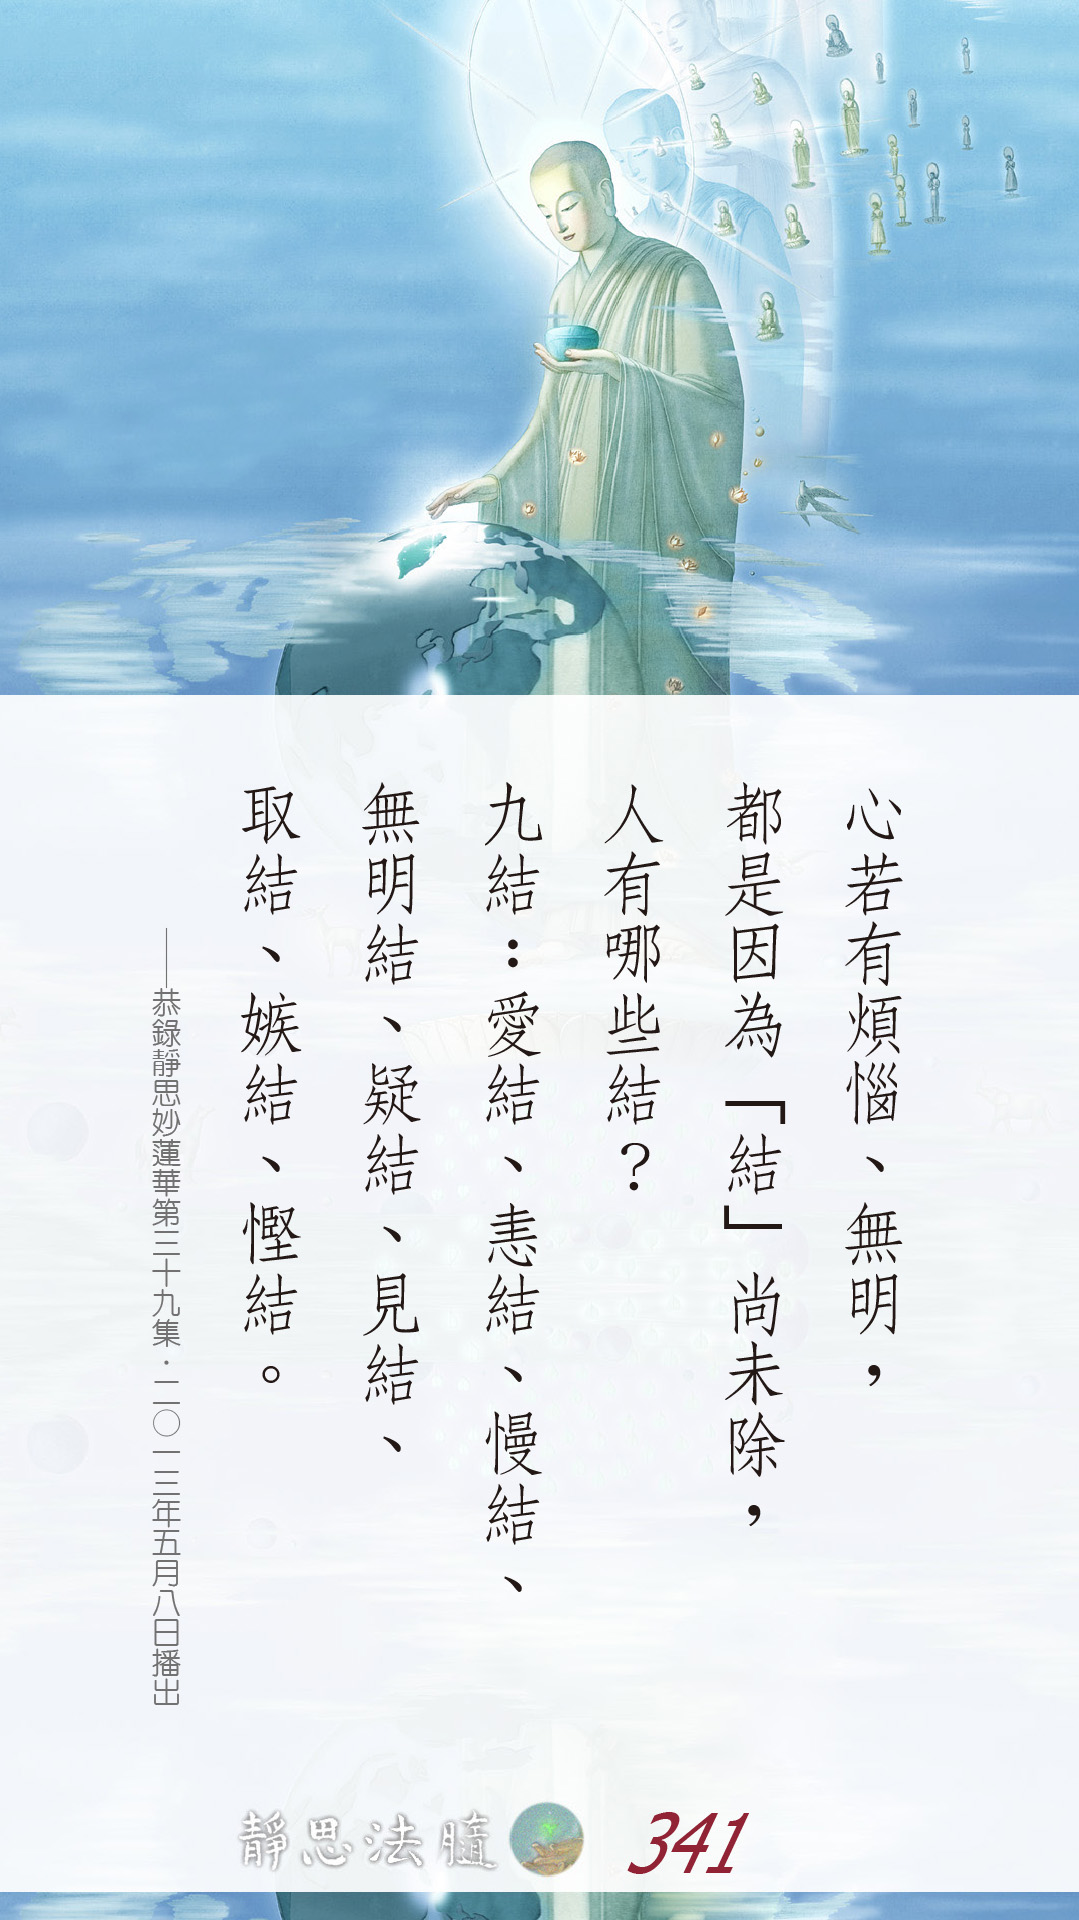 心若有煩惱、無明，
都是因為「結」尚未除，
人有哪些結？
九結：愛結、恚結、慢結、
無明結、疑結、見結、
取結、嫉結、慳結。
——恭錄靜思妙蓮華第三十九集．二〇一三年五月八日播出
靜思法髓 341